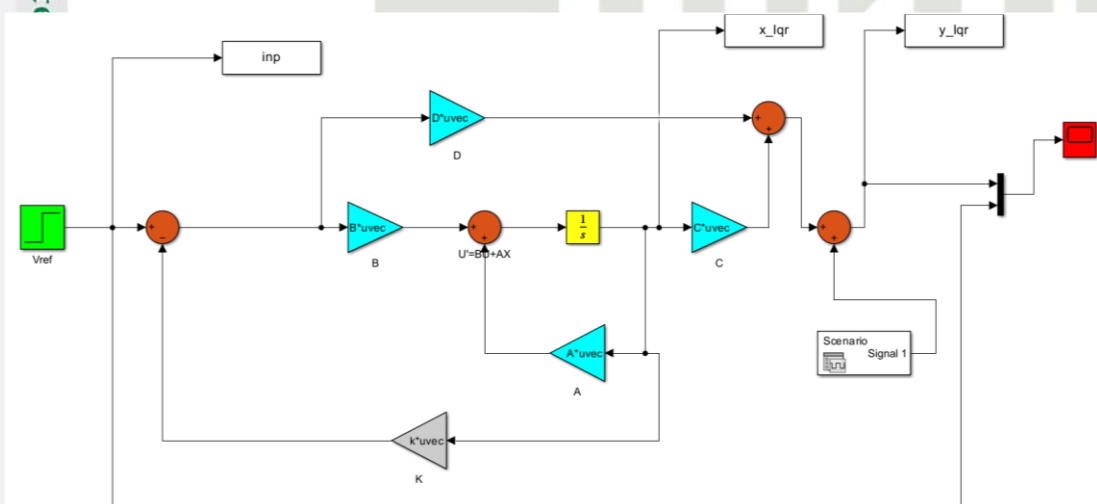 inp
x_lqr
y_lqr
D*uvec
D
Vref
B*uvec
B
U'=BU+AX
1
s
C*uvec
C
A*uvec
A
Scenario
Signal 1
k*uvec
K